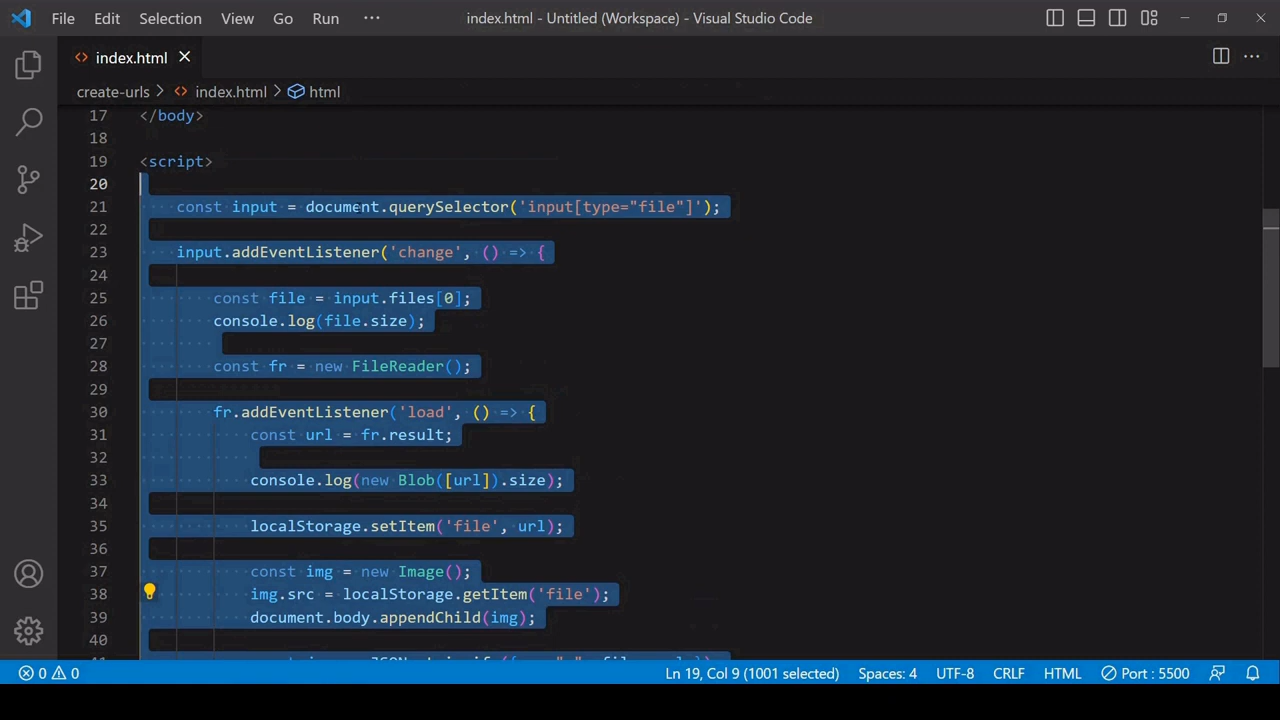 File Edit Selection View Go Run ··· index.html - Untitled (Workspace) - Visual Studio Code
<> index.html ×
create-urls > <> index.html > html
17 </body>
18
19 <script>
20
21 const input = document.querySelector('input[type="file"]');
22
23 input.addEventListener('change', () => {
24
25 const file = input.files[0];
26 console.log(file.size);
27
28 const fr = new FileReader();
29
30 fr.addEventListener('load', () => {
31 const url = fr.result;
32
33 console.log(new Blob([url]).size);
34
35 localStorage.setItem('file', url);
36
37 const img = new Image();
38 img.src = localStorage.getItem('file');
39 document.body.appendChild(img);
40
0 0 Ln 19, Col 9 (1001 selected) Spaces: 4 UTF-8 CRLF HTML Port : 5500